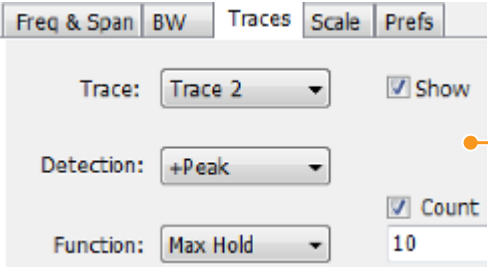 Freq & Span BW Traces Scale Prefs
Trace: Trace 2 Show
Detection: +Peak
Count
Function: Max Hold 10